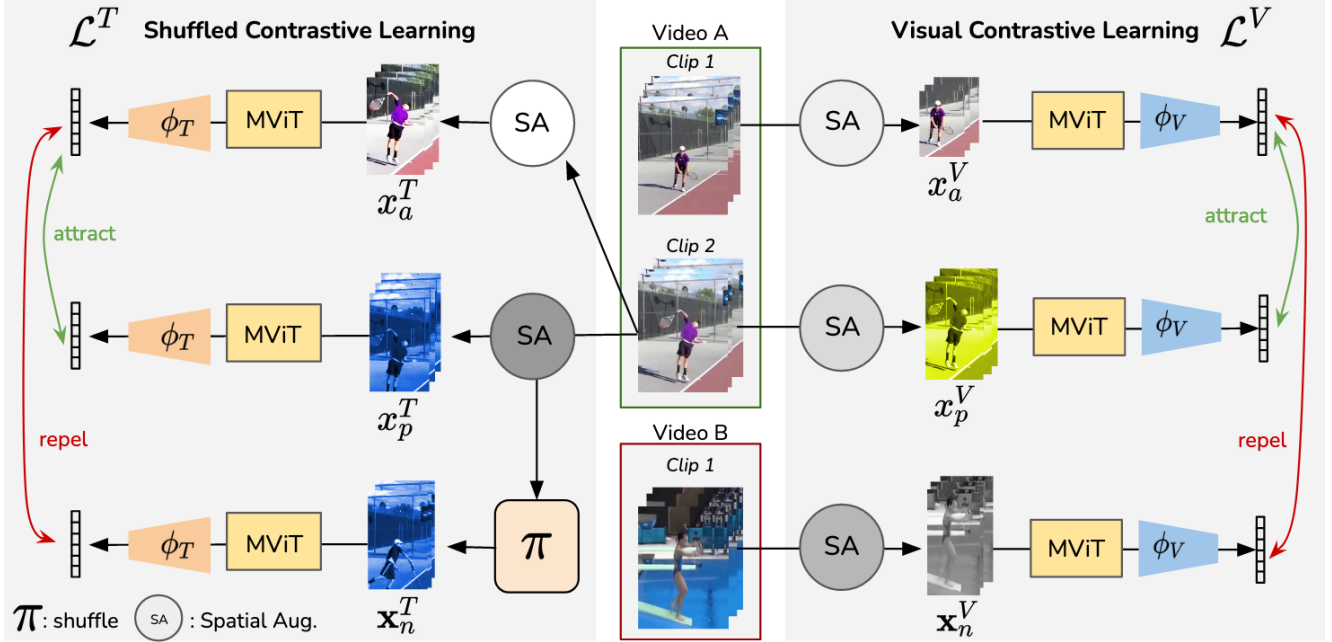 𝓛^T Shuffled Contrastive Learning
Video A
Visual Contrastive Learning 𝓛^V
Clip 1
ϕ_T MViT SA SA MViT ϕ_V
x_a^T
x_a^V
attract
attract
Clip 2
ϕ_T MViT SA SA MViT ϕ_V
x_p^T
x_p^V
repel
Video B
repel
Clip 1
ϕ_T MViT π SA MViT ϕ_V
x_n^T
x_n^V
π: shuffle SA : Spatial Aug.